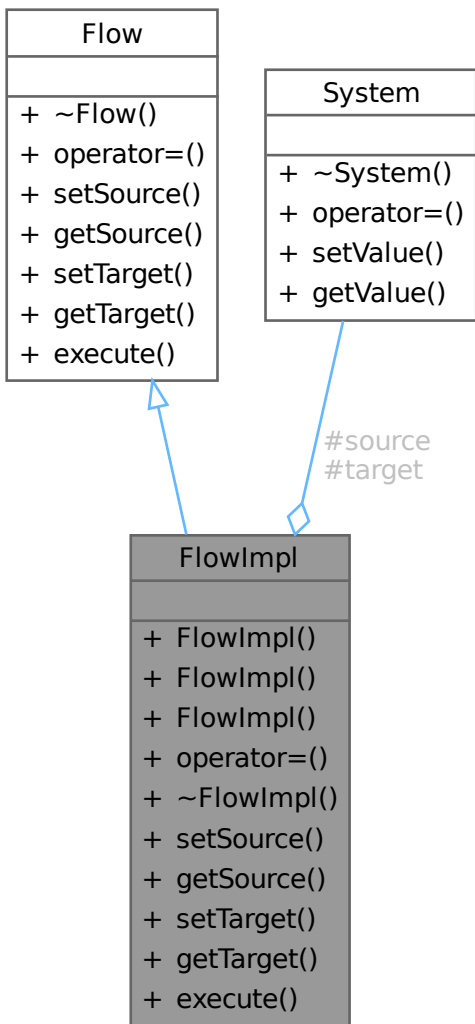 Flow
+ ~Flow()
+ operator=()
+ setSource()
+ getSource()
+ setTarget()
+ getTarget()
+ execute()
System
+ ~System()
+ operator=()
+ setValue()
+ getValue()
#source
#target
FlowImpl
+ FlowImpl()
+ FlowImpl()
+ FlowImpl()
+ operator=()
+ ~FlowImpl()
+ setSource()
+ getSource()
+ setTarget()
+ getTarget()
+ execute()